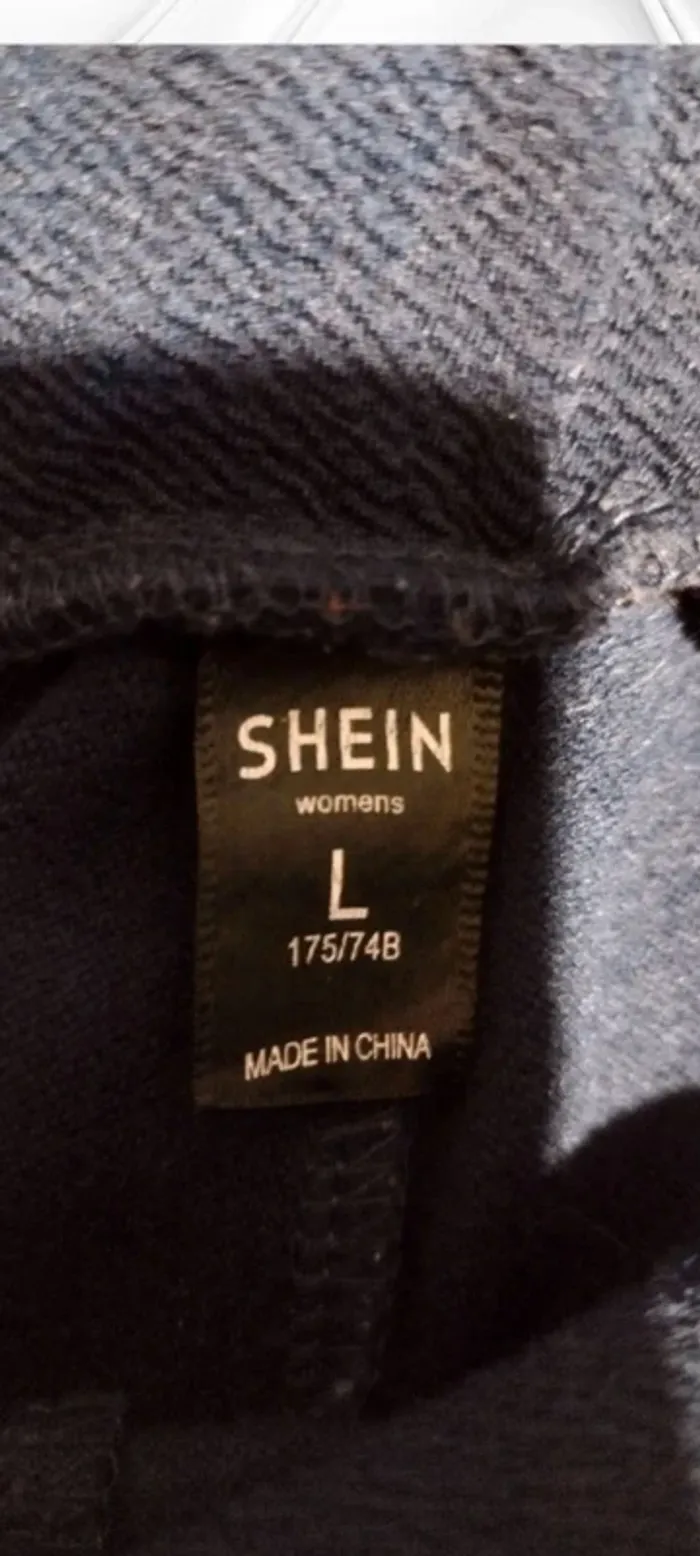 SHEIN
womens
L
175/74B
MADE IN CHINA